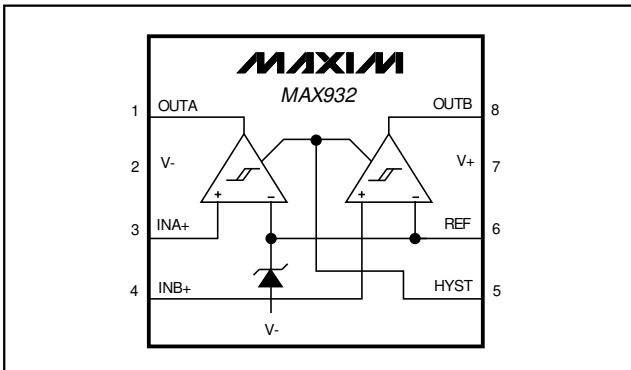 MAXIM
MAX932
1 OUTA OUTB 8
2 V- V+ 7
+ − + −
3 INA+ REF 6
4 INB+ HYST 5
V-